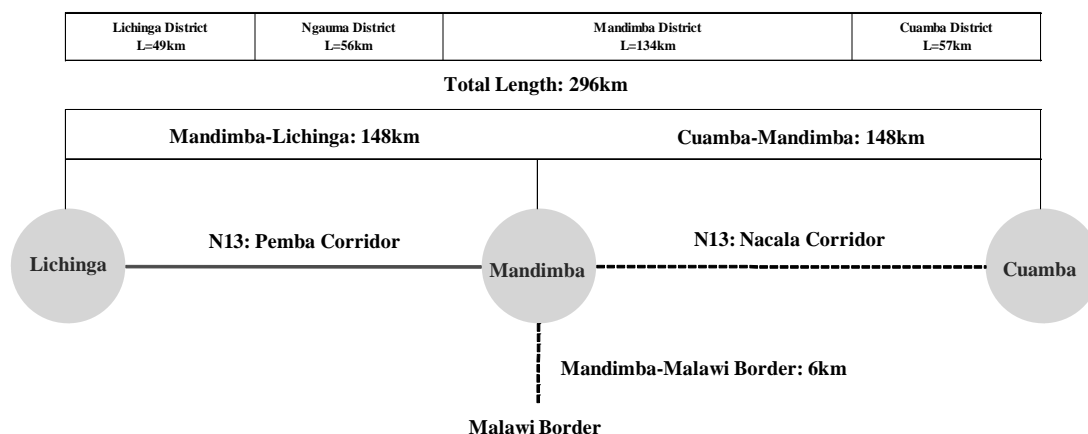 Lichinga District
L=49km
Ngauma District
L=56km
Mandimba District
L=134km
Cuamba District
L=57km
Total Length: 296km
Mandimba-Lichinga: 148km
Cuamba-Mandimba: 148km
N13: Pemba Corridor
N13: Nacala Corridor
Lichinga
Mandimba
Cuamba
Mandimba-Malawi Border: 6km
Malawi Border